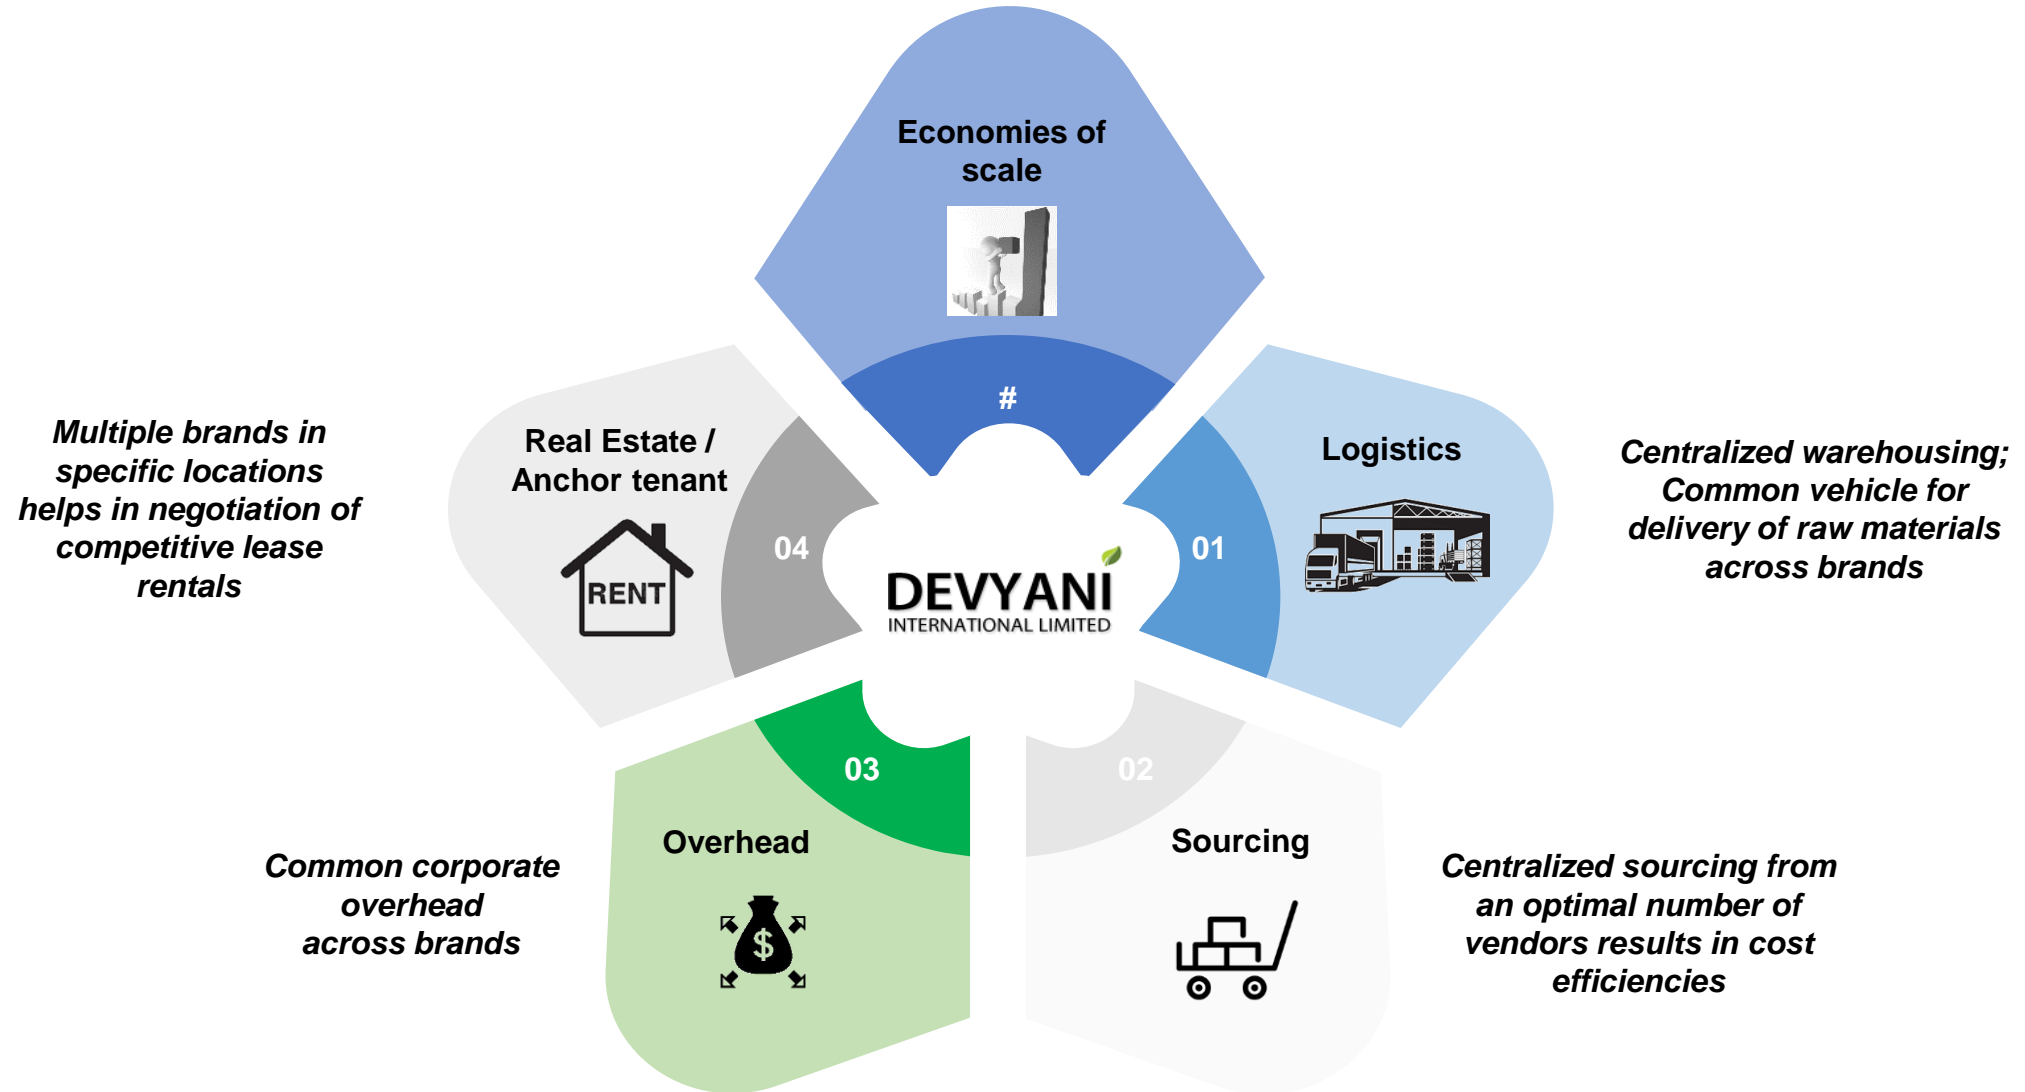 Economies of
scale
#
Logistics
01
Centralized warehousing;
Common vehicle for
delivery of raw materials
across brands
Sourcing
02
Centralized sourcing from
an optimal number of
vendors results in cost
efficiencies
Overhead
03
$
Common corporate
overhead
across brands
Real Estate /
Anchor tenant
04
RENT
Multiple brands in
specific locations
helps in negotiation of
competitive lease
rentals
DEVYANI
INTERNATIONAL LIMITED